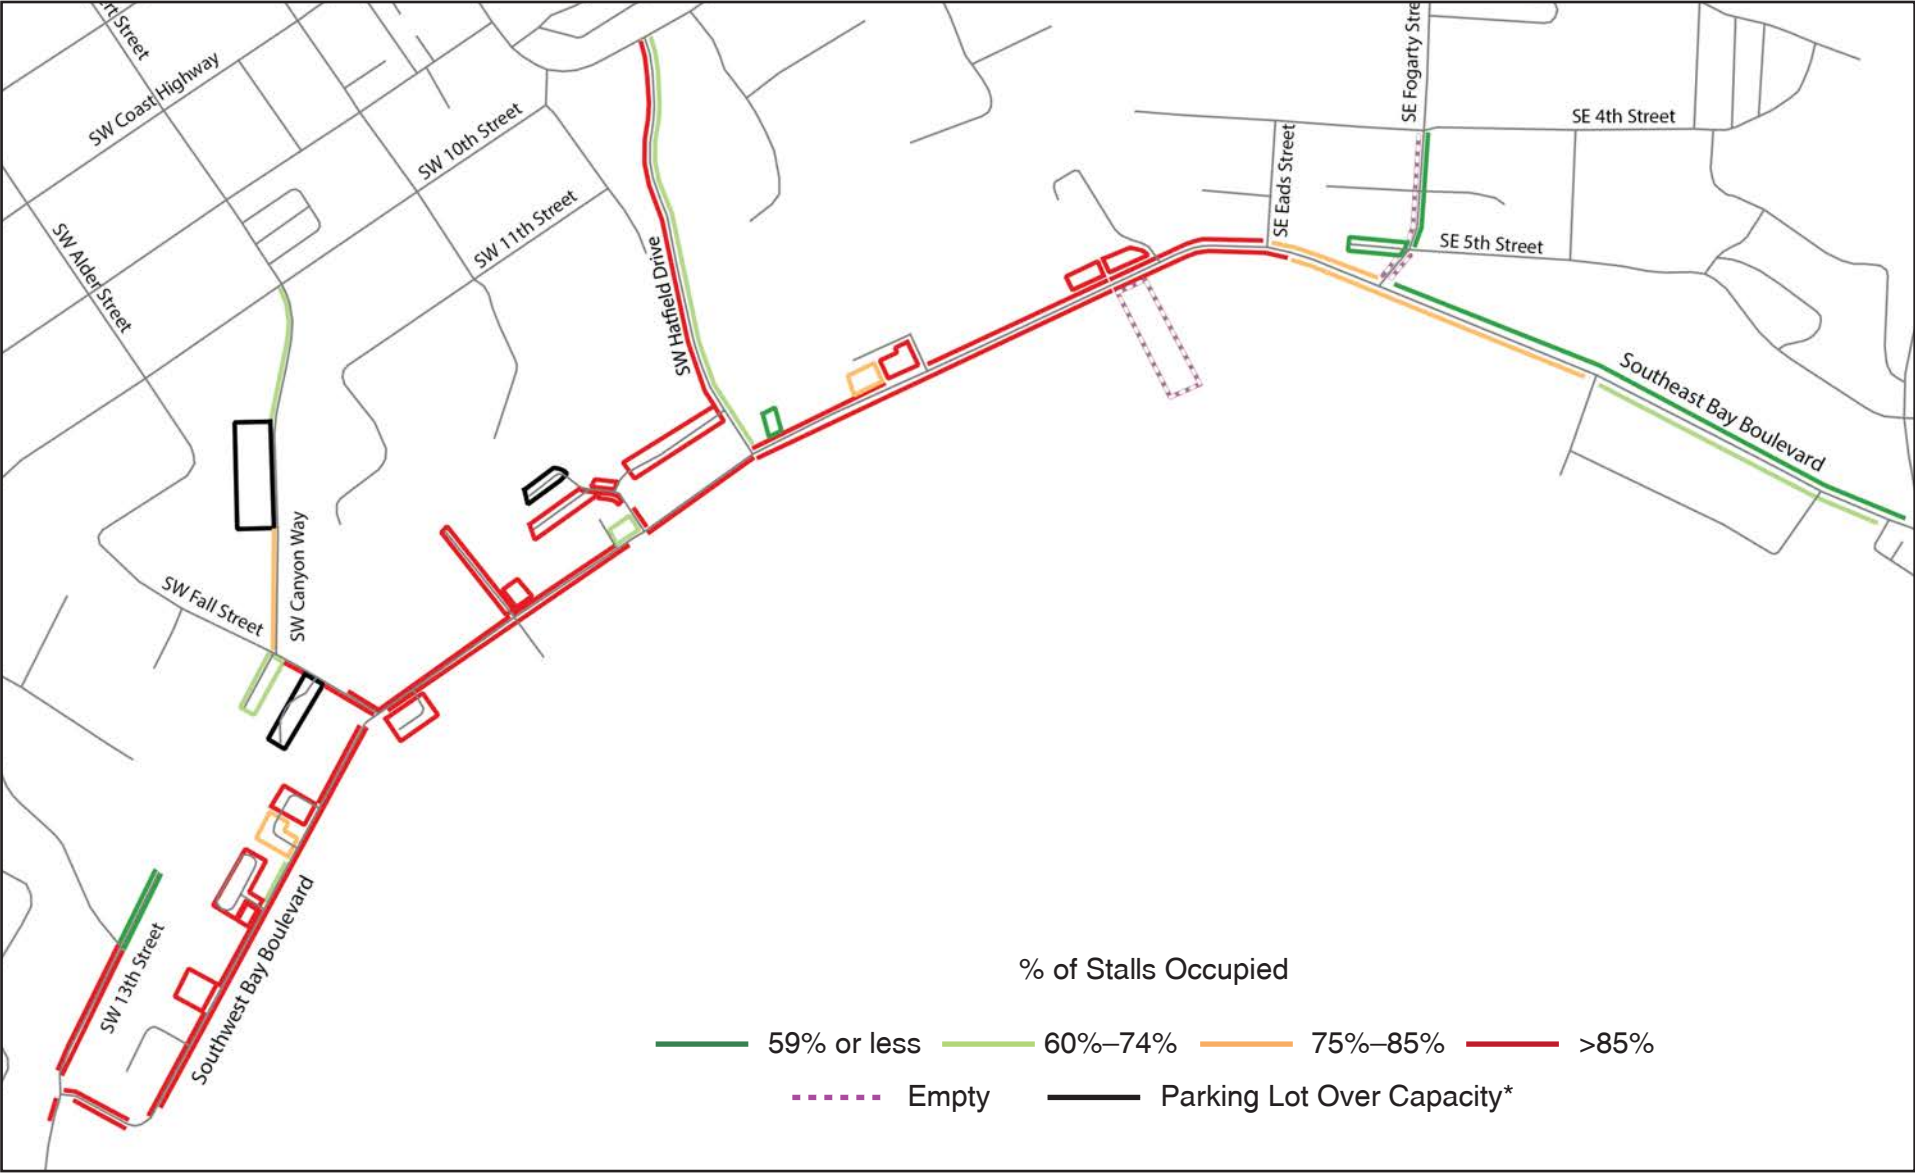 SW Coast Highway
SW 10th Street
SW 11th Street
SW Alder Street
SW Hatfield Drive
SE Eads Street
SE 4th Street
SE 5th Street
Southeast Bay Boulevard
SW Canyon Way
SW Fall Street
SW 13th Street
Southwest Bay Boulevard
% of Stalls Occupied
59% or less 60%–74% 75%–85% >85%
Empty Parking Lot Over Capacity*
SE Fogarty
Street